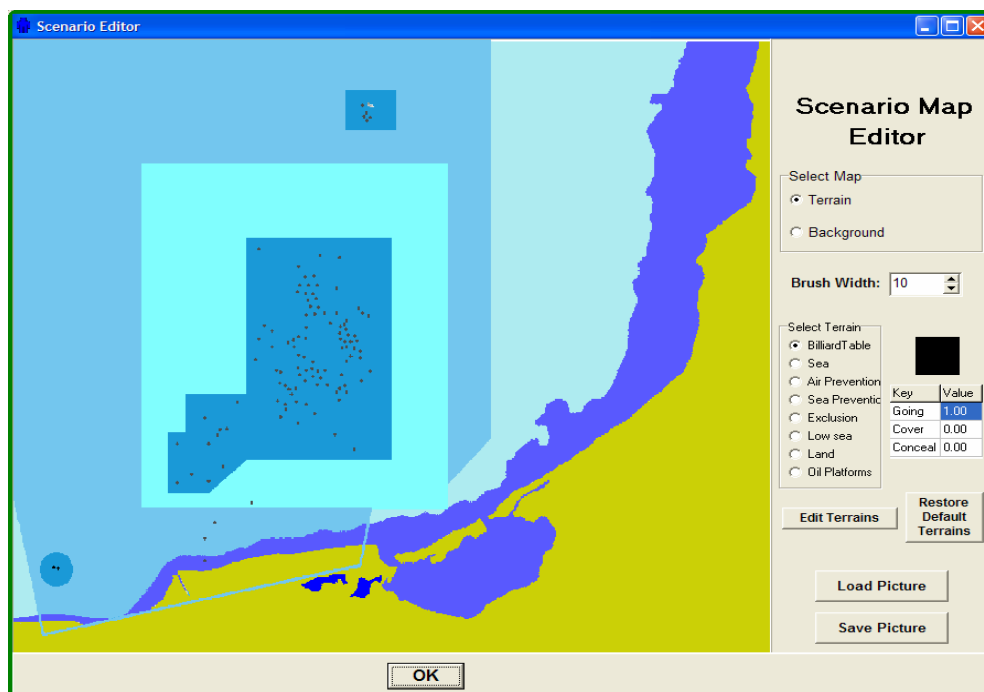 Scenario Editor
Scenario Map
Editor
Select Map
Terrain
Background
Brush Width: 10
Select Terrain
BilliardTable
Sea
Air Prevention
Sea Preventic
Exclusion
Low sea
Land
Oil Platforms
Key Value
Going 1.00
Cover 0.00
Conceal 0.00
Edit Terrains
Restore
Default
Terrains
Load Picture
Save Picture
OK